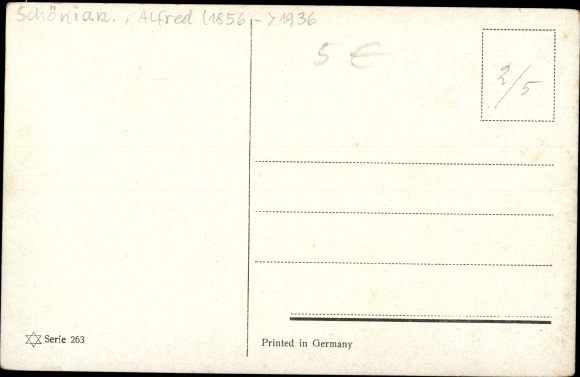 Schönian, Alfred (1856 - >1936
5 €
2/5
Serie 263
Printed in Germany